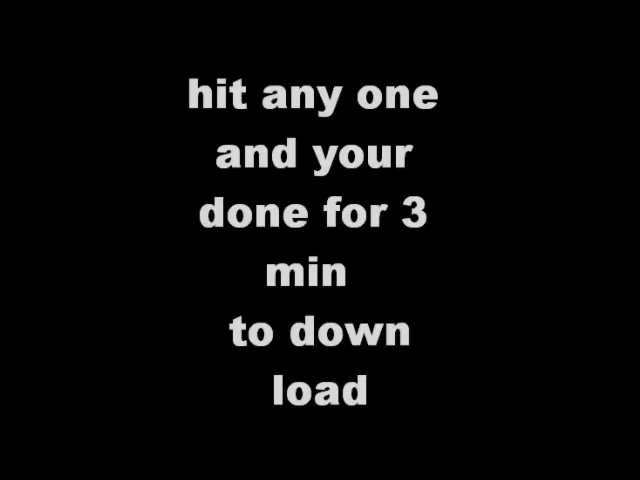 hit any one
and your
done for 3
min
to down
load